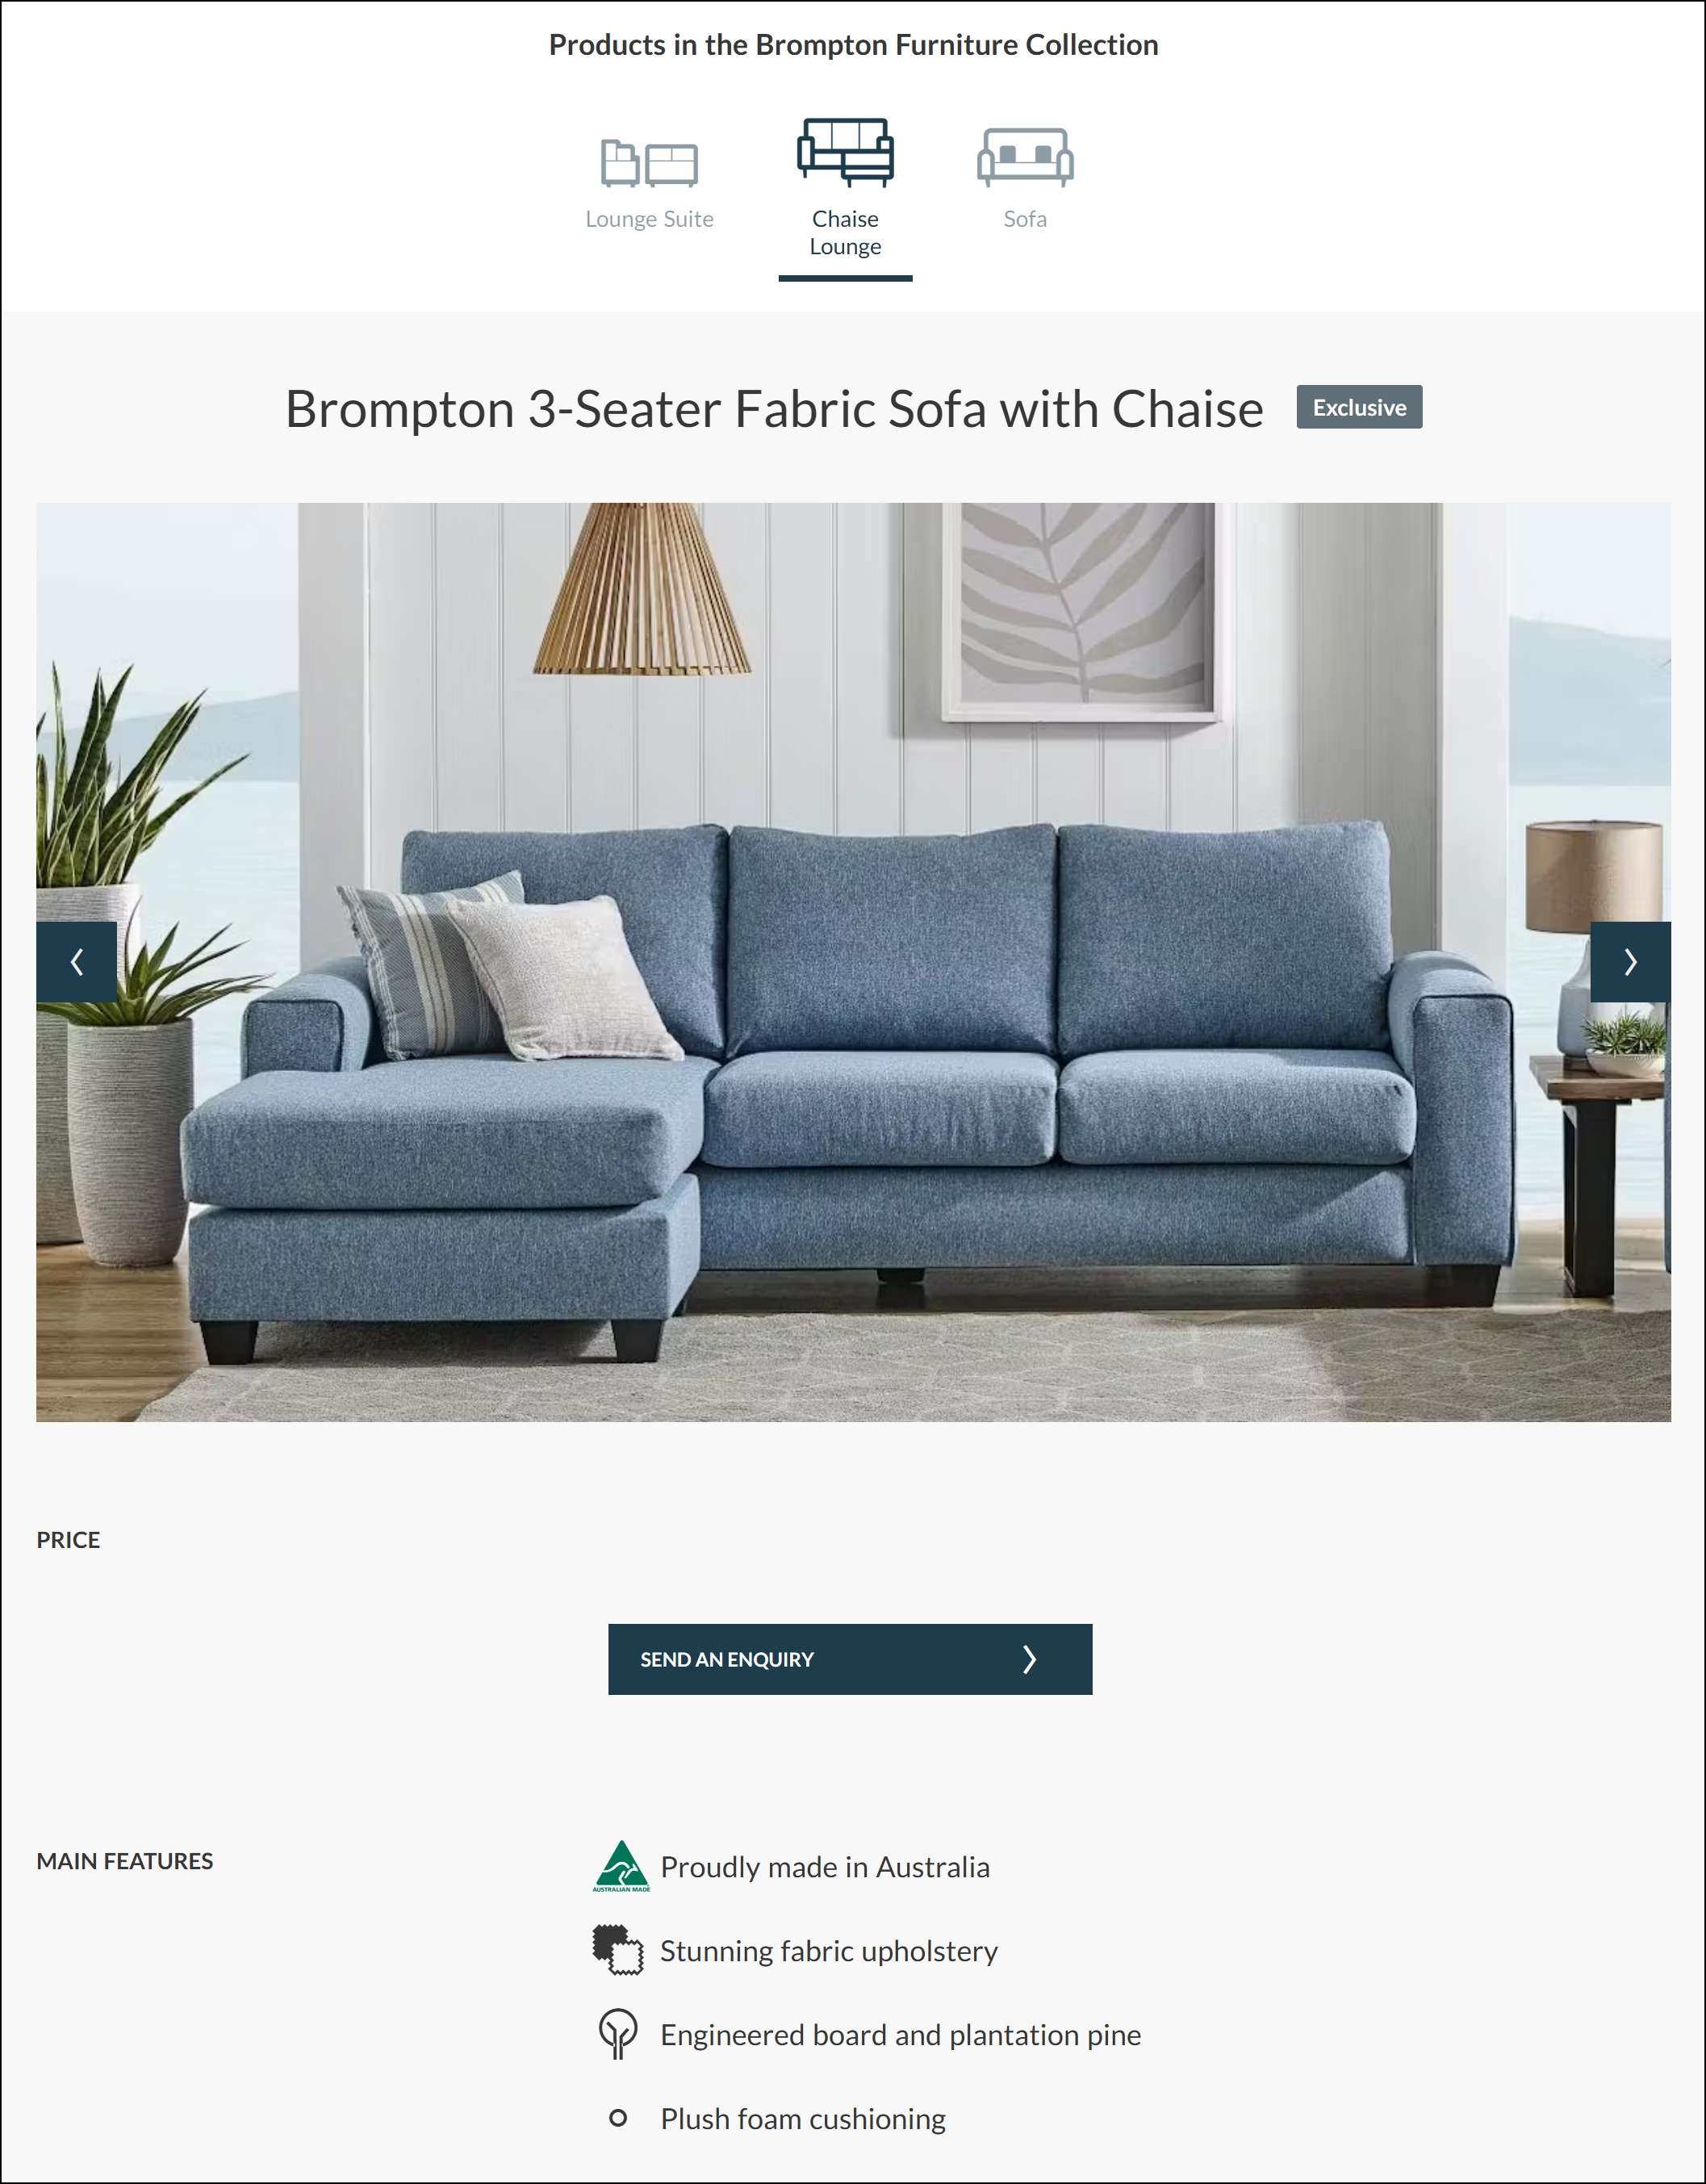 Products in the Brompton Furniture Collection
Lounge Suite
Chaise
Lounge
Sofa
Brompton 3-Seater Fabric Sofa with Chaise
Exclusive
PRICE
SEND AN ENQUIRY
MAIN FEATURES
AUSTRALIAN MADE
Proudly made in Australia
Stunning fabric upholstery
Engineered board and plantation pine
Plush foam cushioning